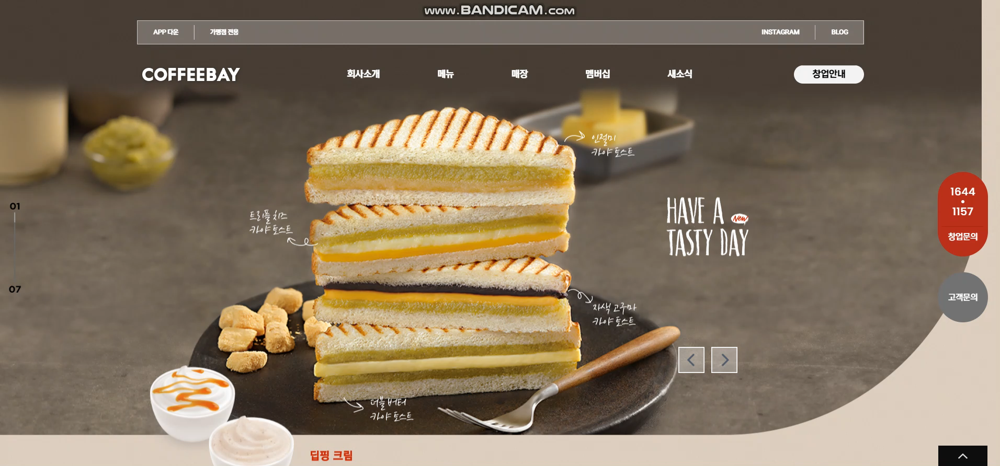 www.BANDICAM.com
APP 다운
가맹점 전용
INSTAGRAM
BLOG
COFFEEBAY
회사소개
메뉴
매장
멤버십
새소식
창업안내
인절미
카야 토스트
트리플 치즈
카야 토스트
HAVE A
New
TASTY DAY
1644
•
1157
창업문의
01
07
고객문의
자색 고구마
카야 토스트
더블 버터
카야 토스트
딥핑 크림